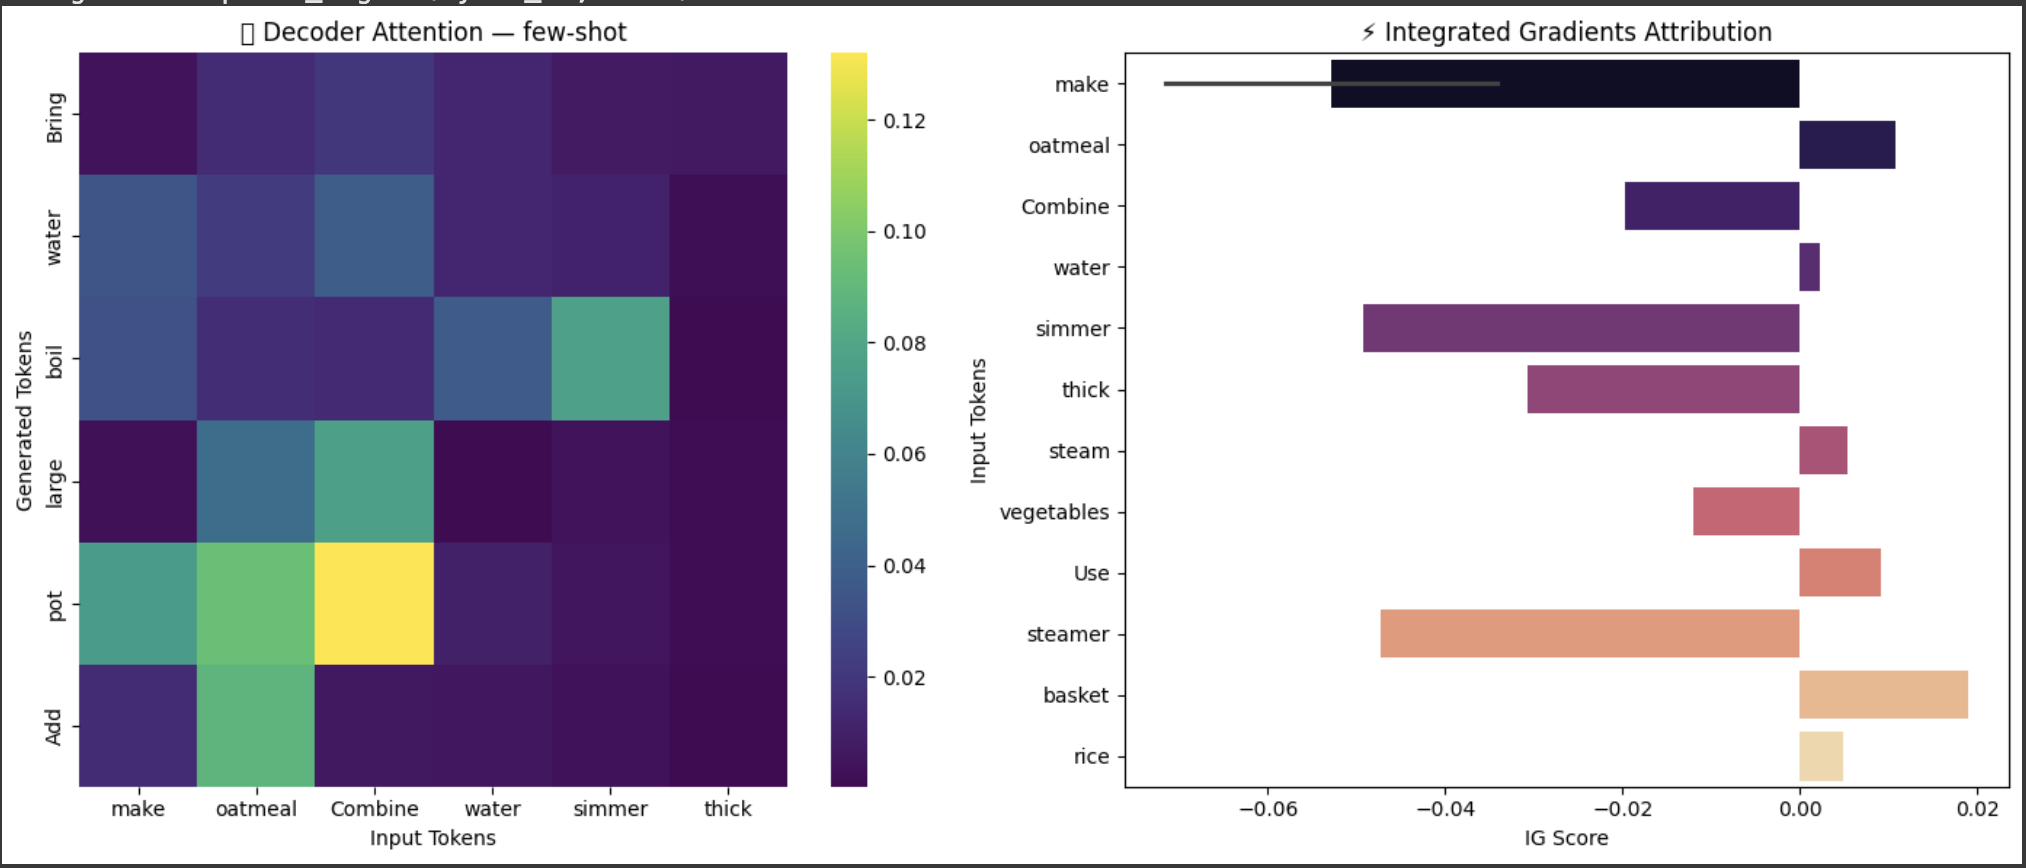 Decoder Attention — few-shot
Generated Tokens
Bring
water
boil
large
pot
Add
make oatmeal Combine water simmer thick
Input Tokens
0.12
0.10
0.08
0.06
0.04
0.02
⚡ Integrated Gradients Attribution
Input Tokens
make
oatmeal
Combine
water
simmer
thick
steam
vegetables
Use
steamer
basket
rice
−0.06 −0.04 −0.02 0.00 0.02
IG Score